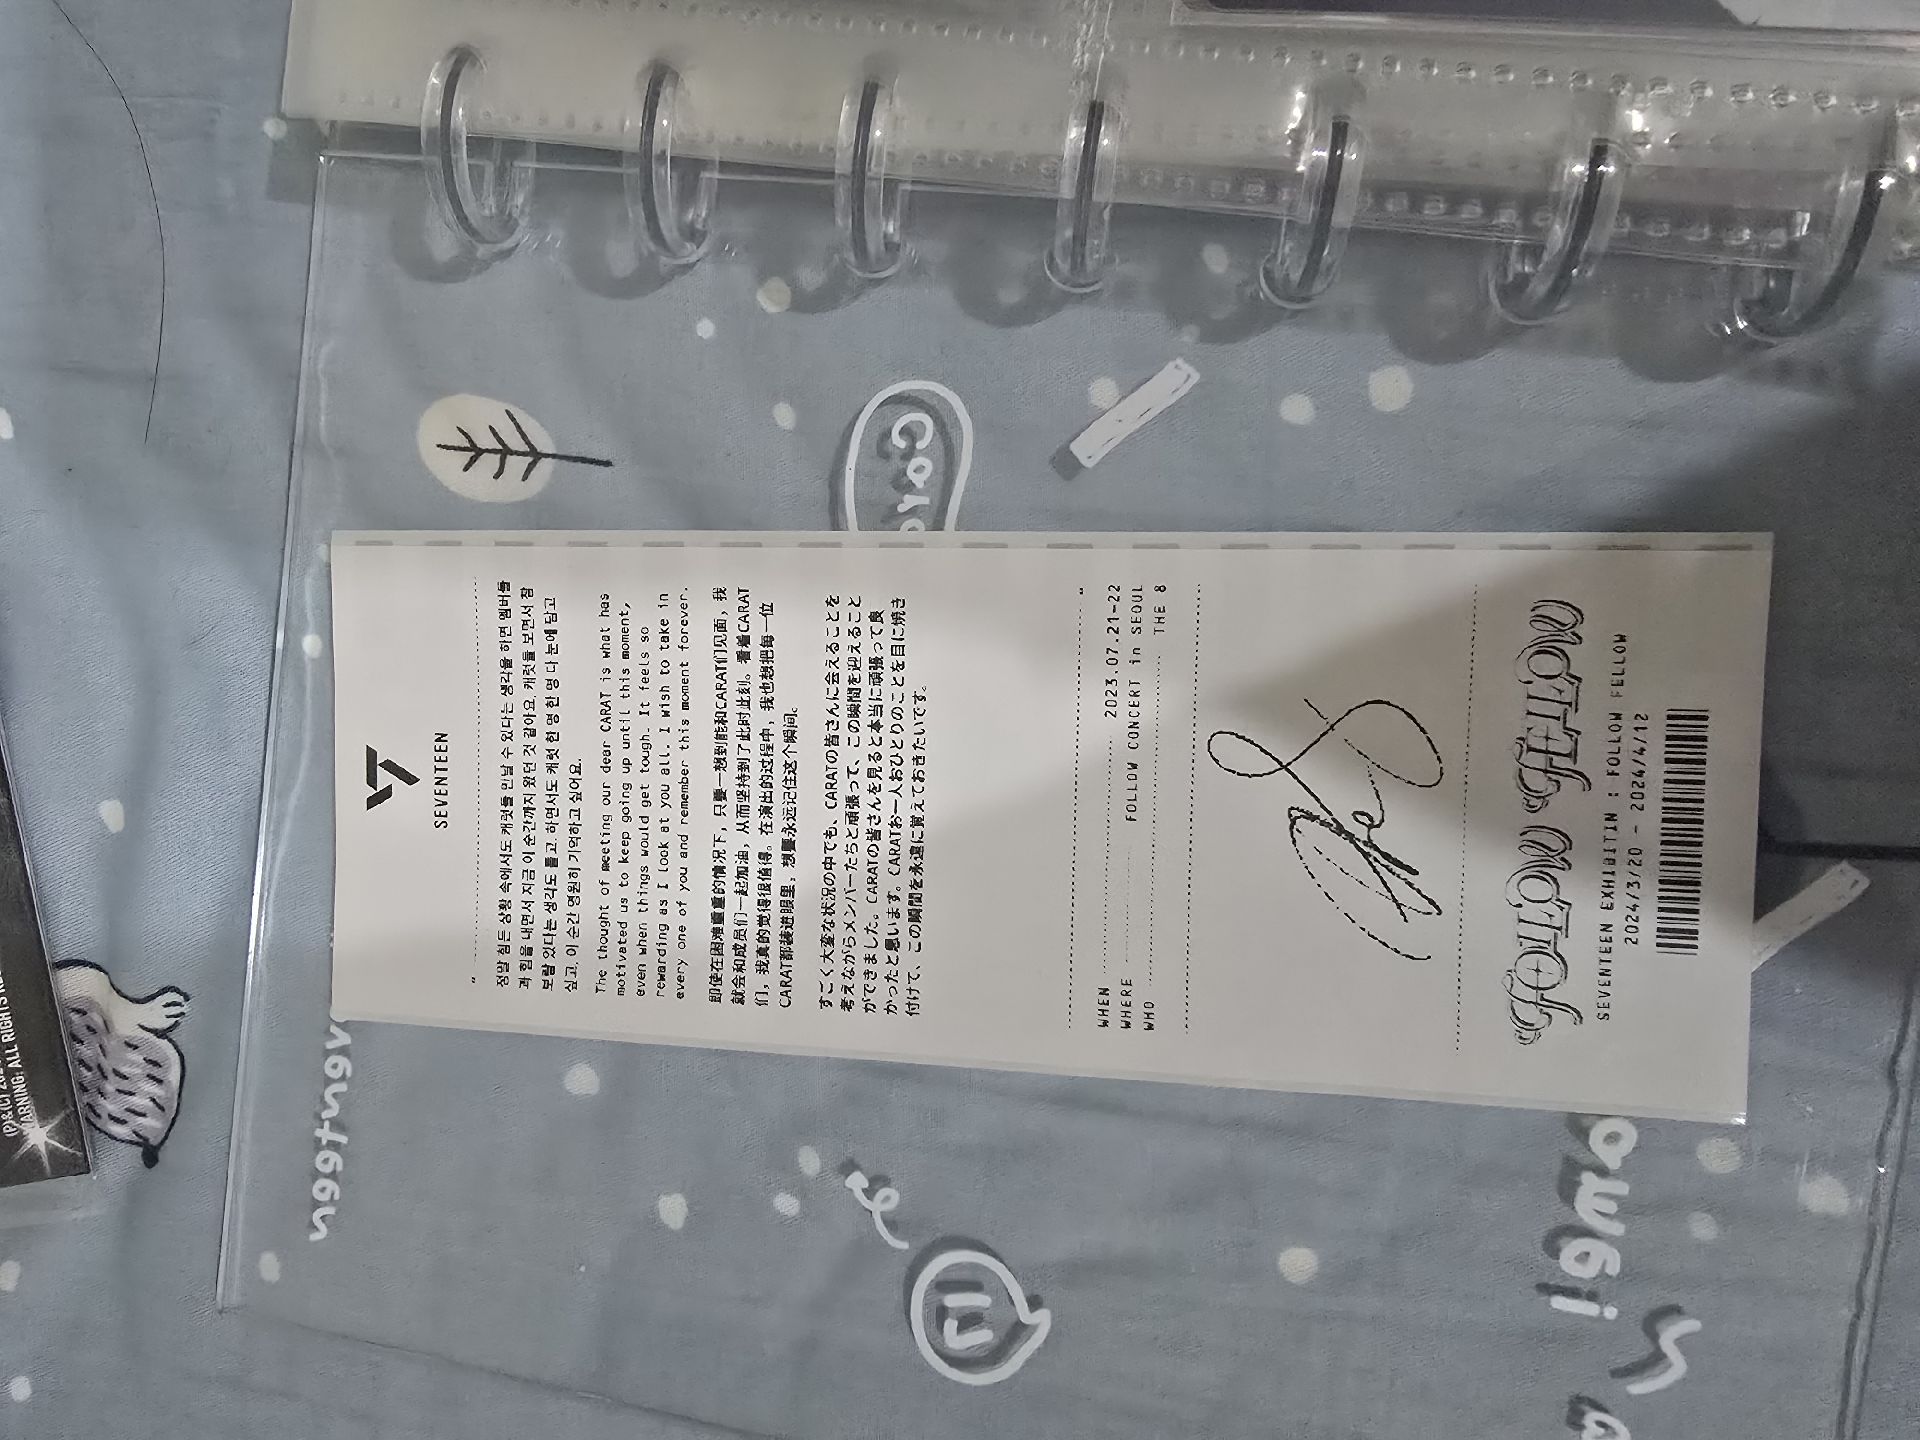 SEVENTEEN
"
정말 힘든 상황 속에서도 캐럿들 만날 수 있다는 생각을 하면 멤버들
과 힘을 내면서 지금 이 순간까지 왔던 것 같아요. 캐럿들 보면서 참
보람 있다는 생각도 들고, 하면서도 캐럿 한 명 한 명 다 눈에 담고
싶고, 이 순간 영원히 기억하고 싶어요.
The thought of meeting our dear CARAT is what has
motivated us to keep going up until this moment,
even when things would get tough. It feels so
rewarding as I look at you all. I wish to take in
every one of you and remember this moment forever.
即使在困难重重的情况下，只要一想到能和CARAT们见面，我
就会和成员们一起加油，从而坚持到了此时此刻。看着CARAT
们，我真的觉得很值得。在演出的过程中，我也想把每一位
CARAT都装进眼里，想要永远记住这个瞬间。
すごく大変な状況の中でも、CARATの皆さんに会えることを
考えながらメンバーたちと頑張って、この瞬間を迎えること
ができました。CARATの皆さんを見ると本当に頑張って良
かったと思います。CARATお一人おひとりのことを目に焼き
付けて、この瞬間を永遠に覚えておきたいです。
"
WHEN 2023.07.21-22
WHERE FOLLOW CONCERT in SEOUL
WHO THE 8
FOLLOW FELLOW
SEVENTEEN EXHIBITIN : FOLLOW FELLOW
2024/3/20 - 2024/4/12
WARNING: ALL RIGHTS
seventeen